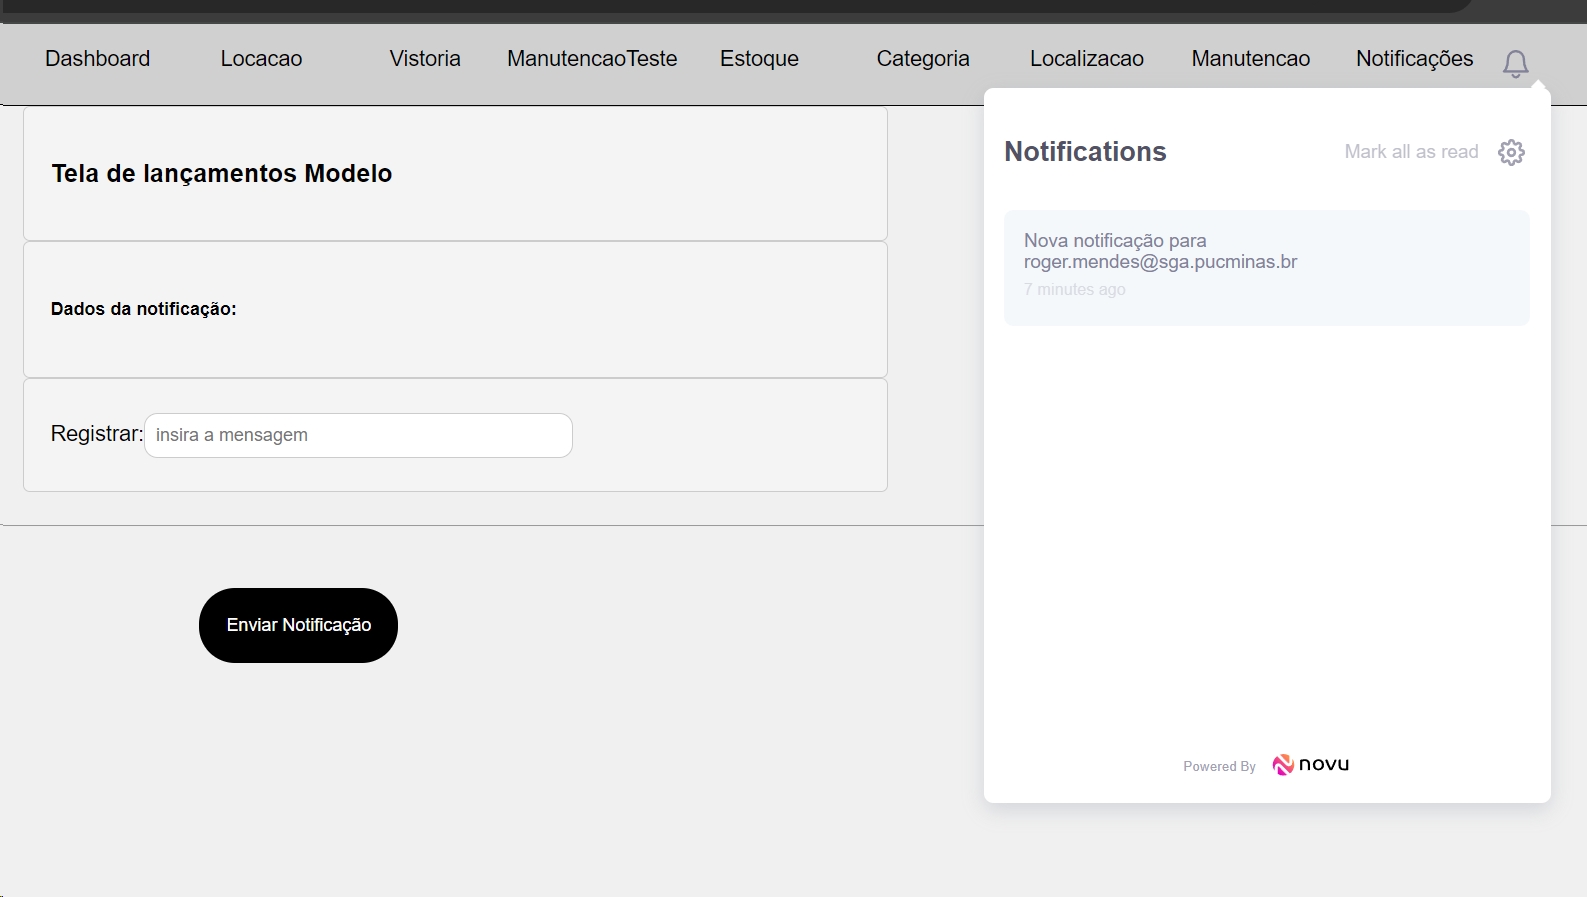 Dashboard Locacao Vistoria ManutencaoTeste Estoque Categoria Localizacao Manutencao Notificações
Tela de lançamentos Modelo
Dados da notificação:
Registrar: insira a mensagem
Enviar Notificação
Notifications Mark all as read
Nova notificação para
roger.mendes@sga.pucminas.br
7 minutes ago
Powered By novu